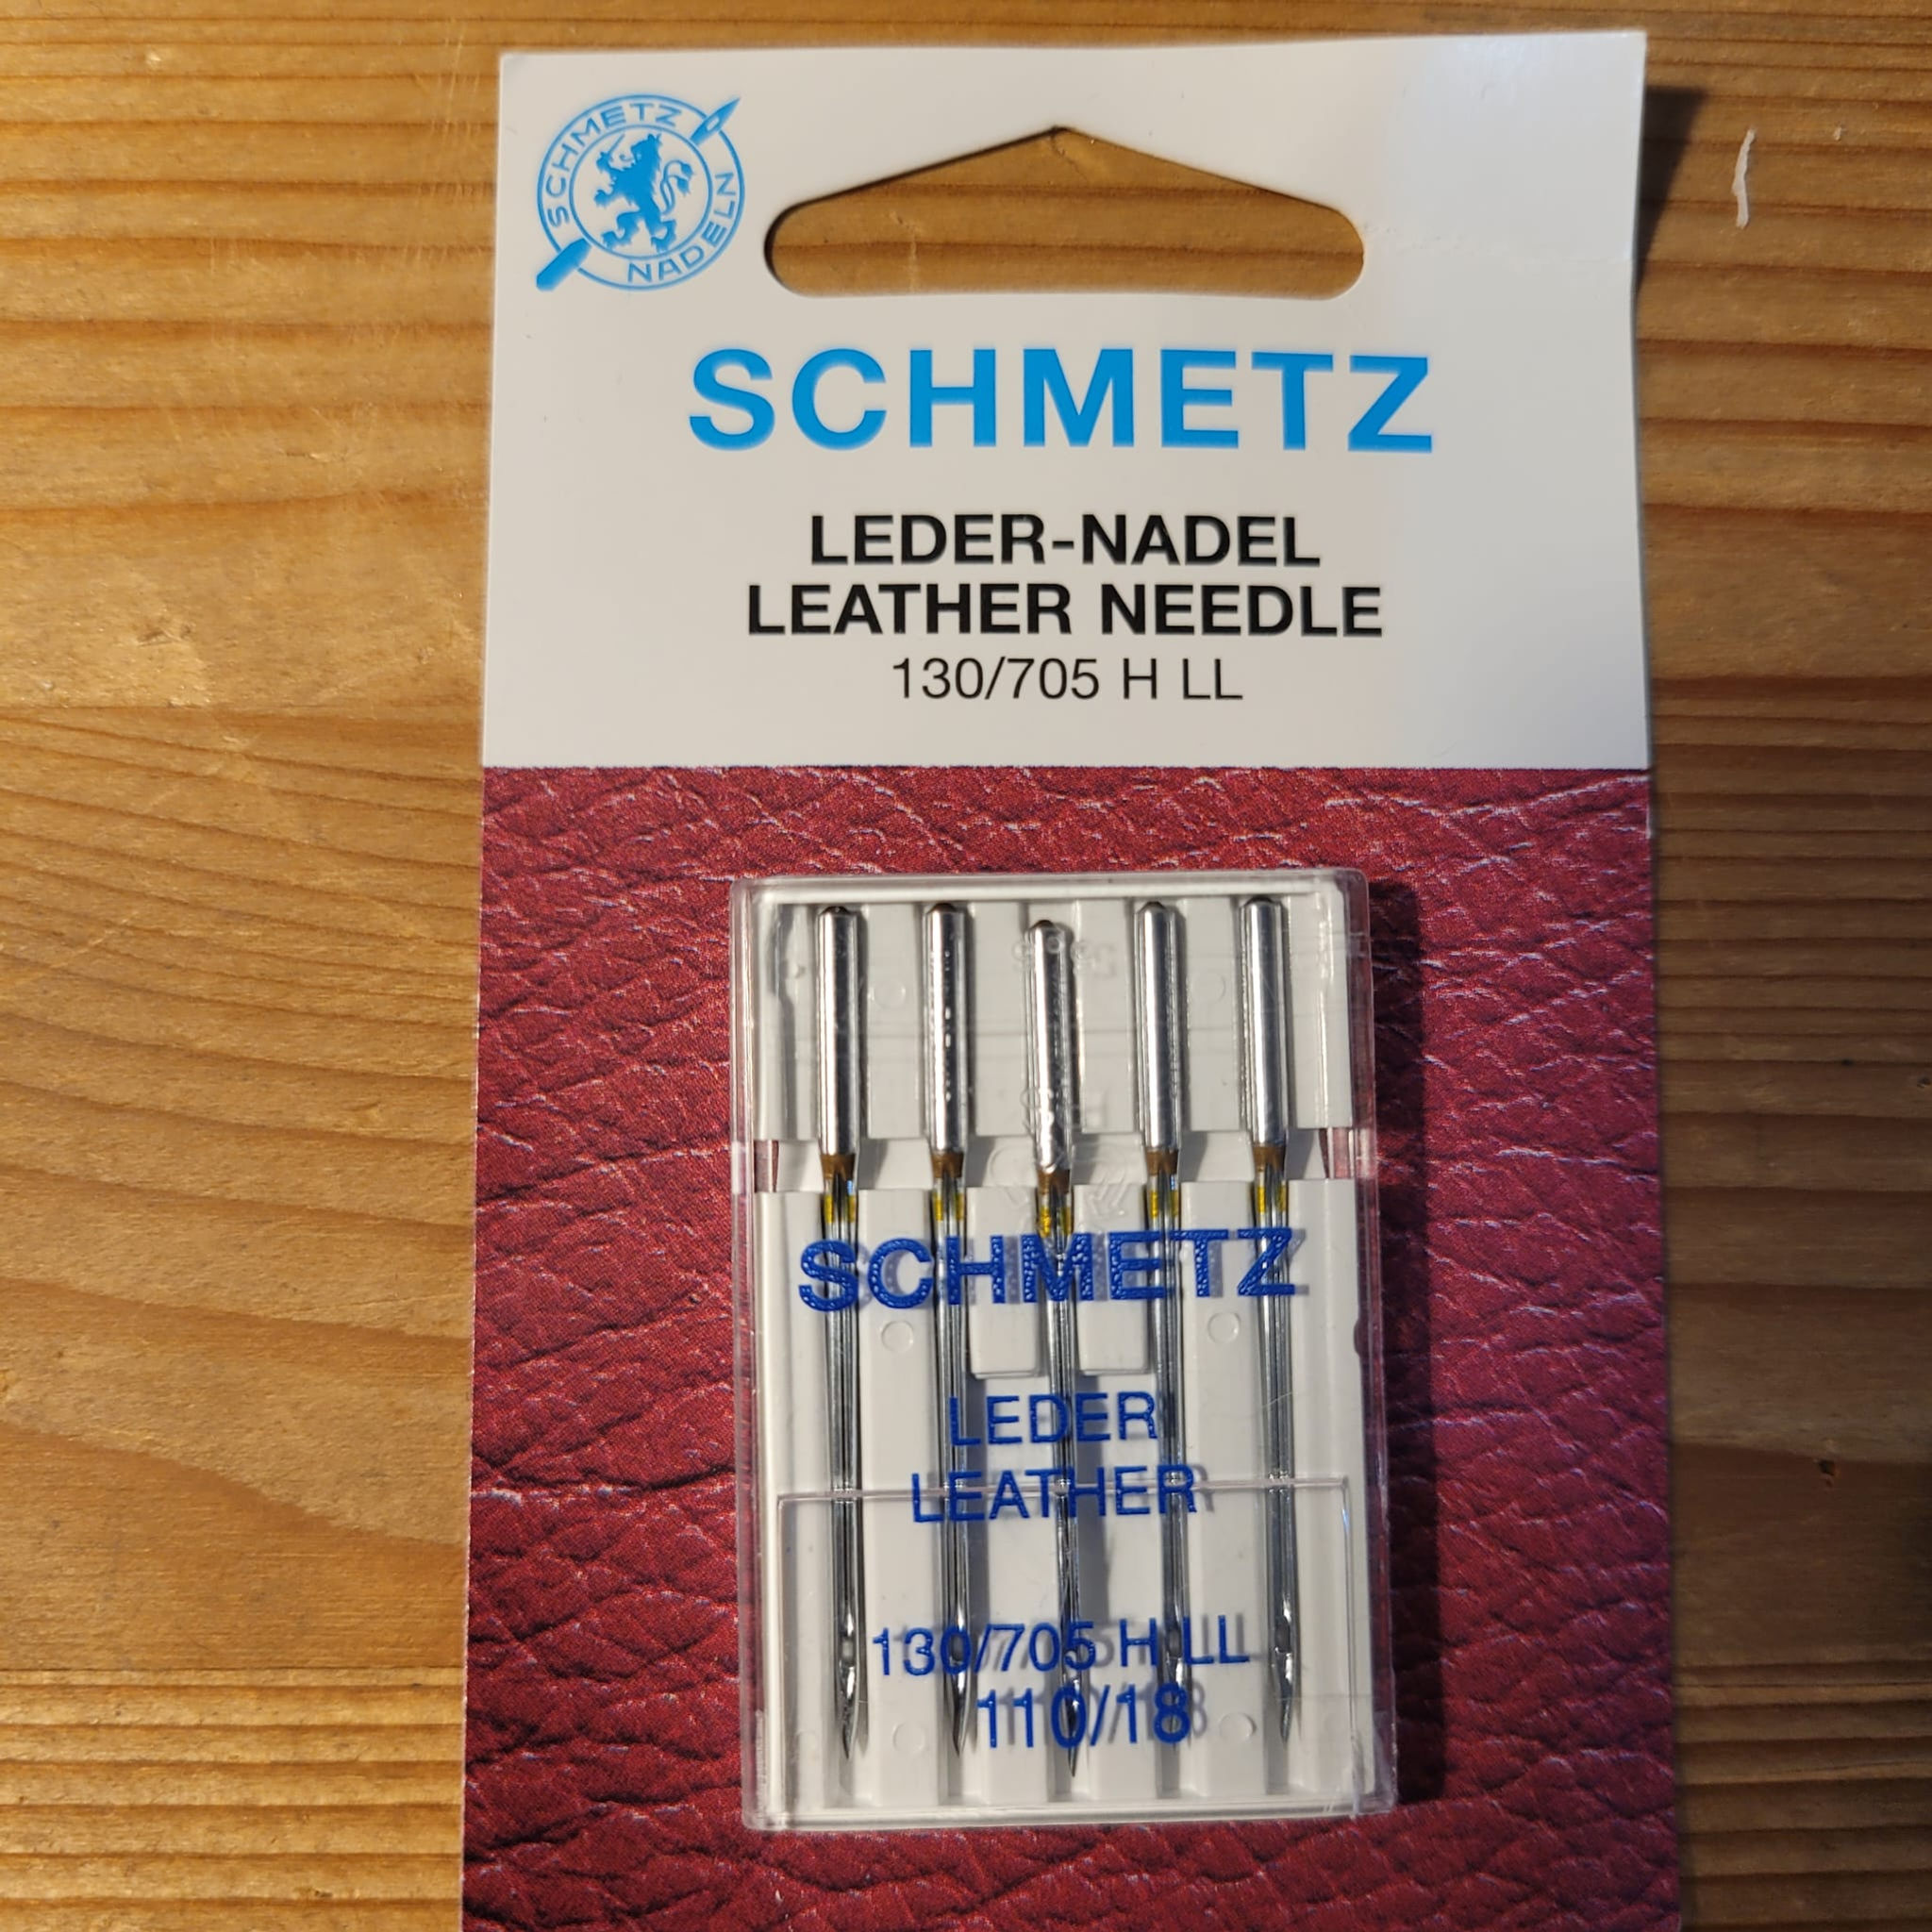 SCHMETZ
NADELN
SCHMETZ
LEDER-NADEL
LEATHER NEEDLE
130/705 H LL
SCHMETZ
LEDER
LEATHER
130/705 H LL
110/18